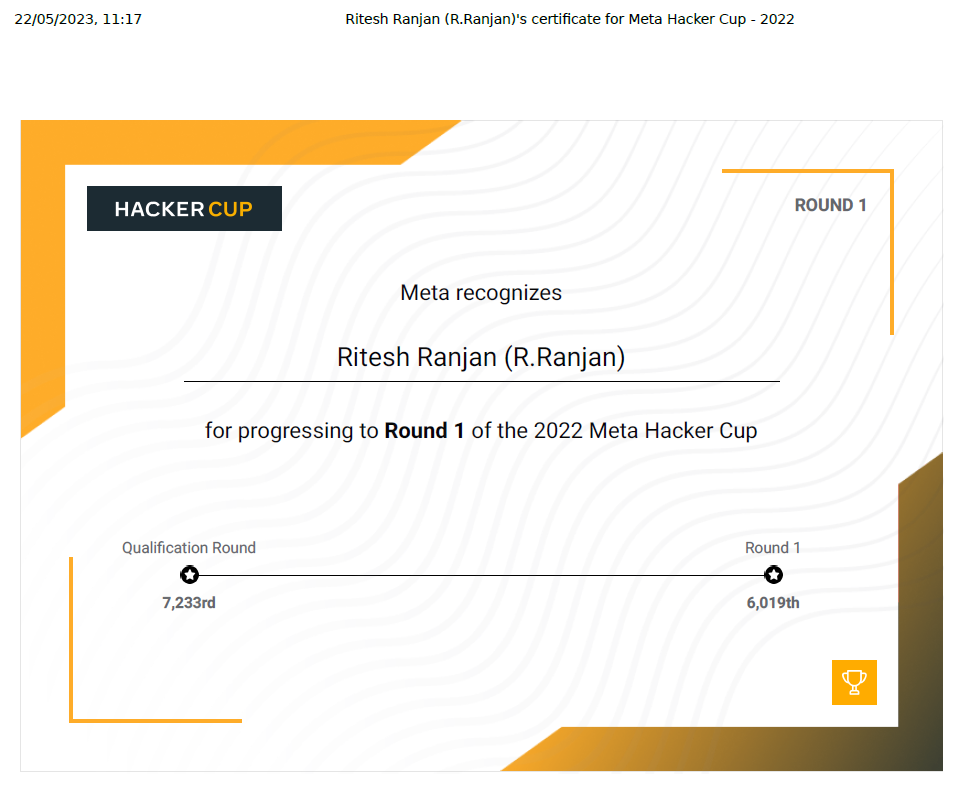 22/05/2023, 11:17 Ritesh Ranjan (R.Ranjan)'s certificate for Meta Hacker Cup - 2022
HACKER CUP
ROUND 1
Meta recognizes
Ritesh Ranjan (R.Ranjan)
for progressing to Round 1 of the 2022 Meta Hacker Cup
Qualification Round Round 1
7,233rd 6,019th